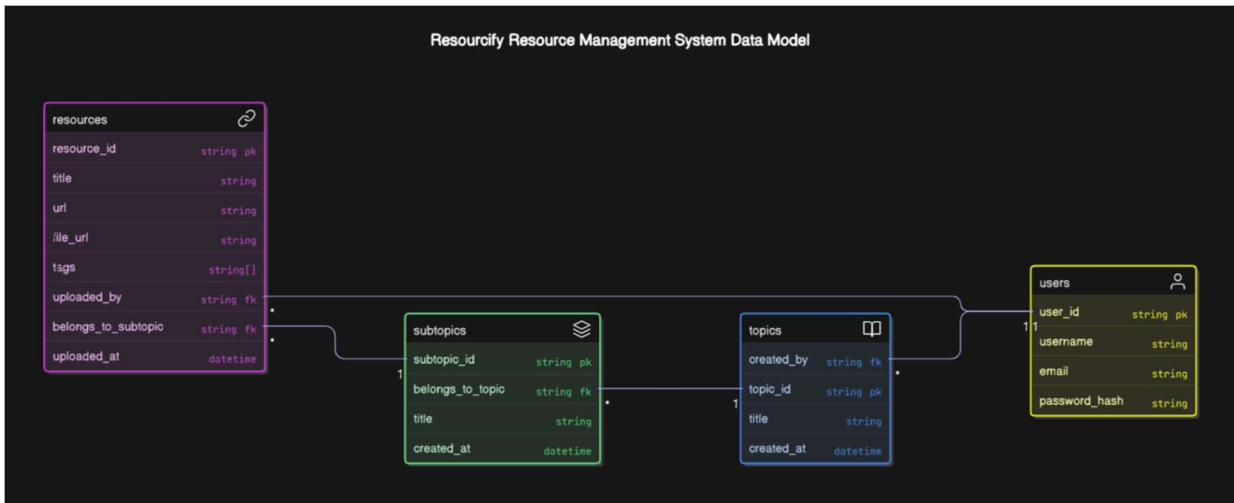 Resourcify Resource Management System Data Model
resources
resource_id string pk
title string
url string
file_url string
tags string[]
uploaded_by string fk
*
belongs_to_subtopic string fk
*
uploaded_at datetime
subtopics
subtopic_id string pk
1
belongs_to_topic string fk
*
title string
created_at datetime
topics
created_by string fk
*
topic_id string pk
1
title string
created_at datetime
users
user_id string pk
1 1
username string
email string
password_hash string